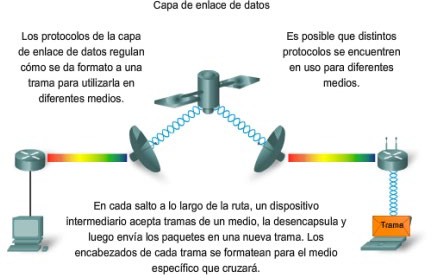 Capa de enlace de datos
Los protocolos de la capa
de enlace de datos regulan
cómo se da formato a una
trama para utilizarla en
diferentes medios.
Es posible que distintos
protocolos se encuentren
en uso para diferentes
medios.
Trama
En cada salto a lo largo de la ruta, un dispositivo
intermediario acepta tramas de un medio, la desencapsula y
luego envía los paquetes en una nueva trama. Los
encabezados de cada trama se formatean para el medio
específico que cruzará.